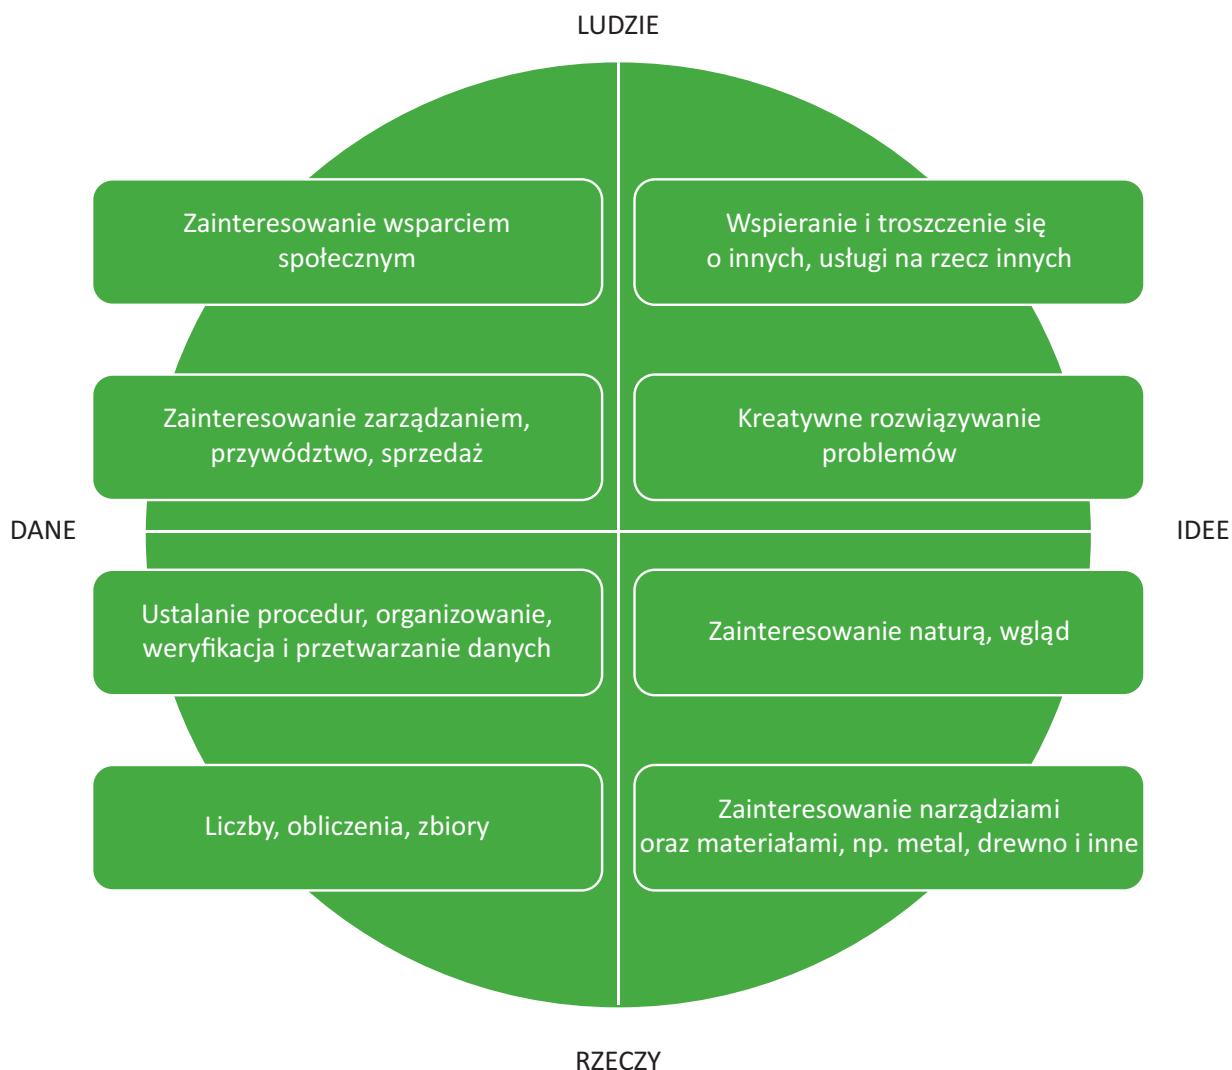 LUDZIE
Zainteresowanie wsparciem
społecznym
Wspieranie i troszczenie się
o innych, usługi na rzecz innych
Zainteresowanie zarządzaniem,
przywództwo, sprzedaż
Kreatywne rozwiązywanie
problemów
DANE
IDEE
Ustalanie procedur, organizowanie,
weryfikacja i przetwarzanie danych
Zainteresowanie naturą, wgląd
Liczby, obliczenia, zbiory
Zainteresowanie narządziami
oraz materiałami, np. metal, drewno i inne
RZECZY